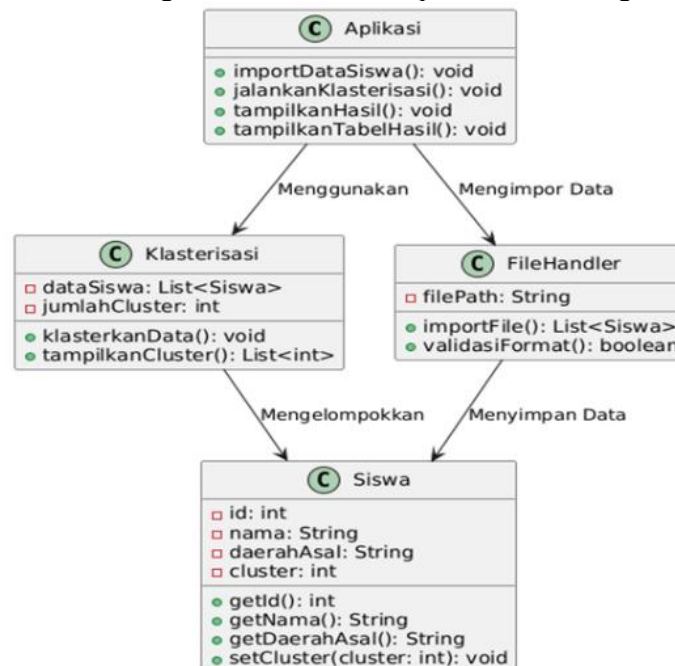 C Aplikasi
importDataSiswa(): void
jalankanKlasterisasi(): void
tampilkanHasil(): void
tampilkanTabelHasil(): void
Menggunakan
Mengimpor Data
C Klasterisasi
dataSiswa: List<Siswa>
jumlahCluster: int
klasterkanData(): void
tampilkanCluster(): List<int>
C FileHandler
filePath: String
importFile(): List<Siswa>
validasiFormat(): boolean
Mengelompokkan
Menyimpan Data
C Siswa
id: int
nama: String
daerahAsal: String
cluster: int
getId(): int
getNama(): String
getDaerahAsal(): String
setCluster(cluster: int): void